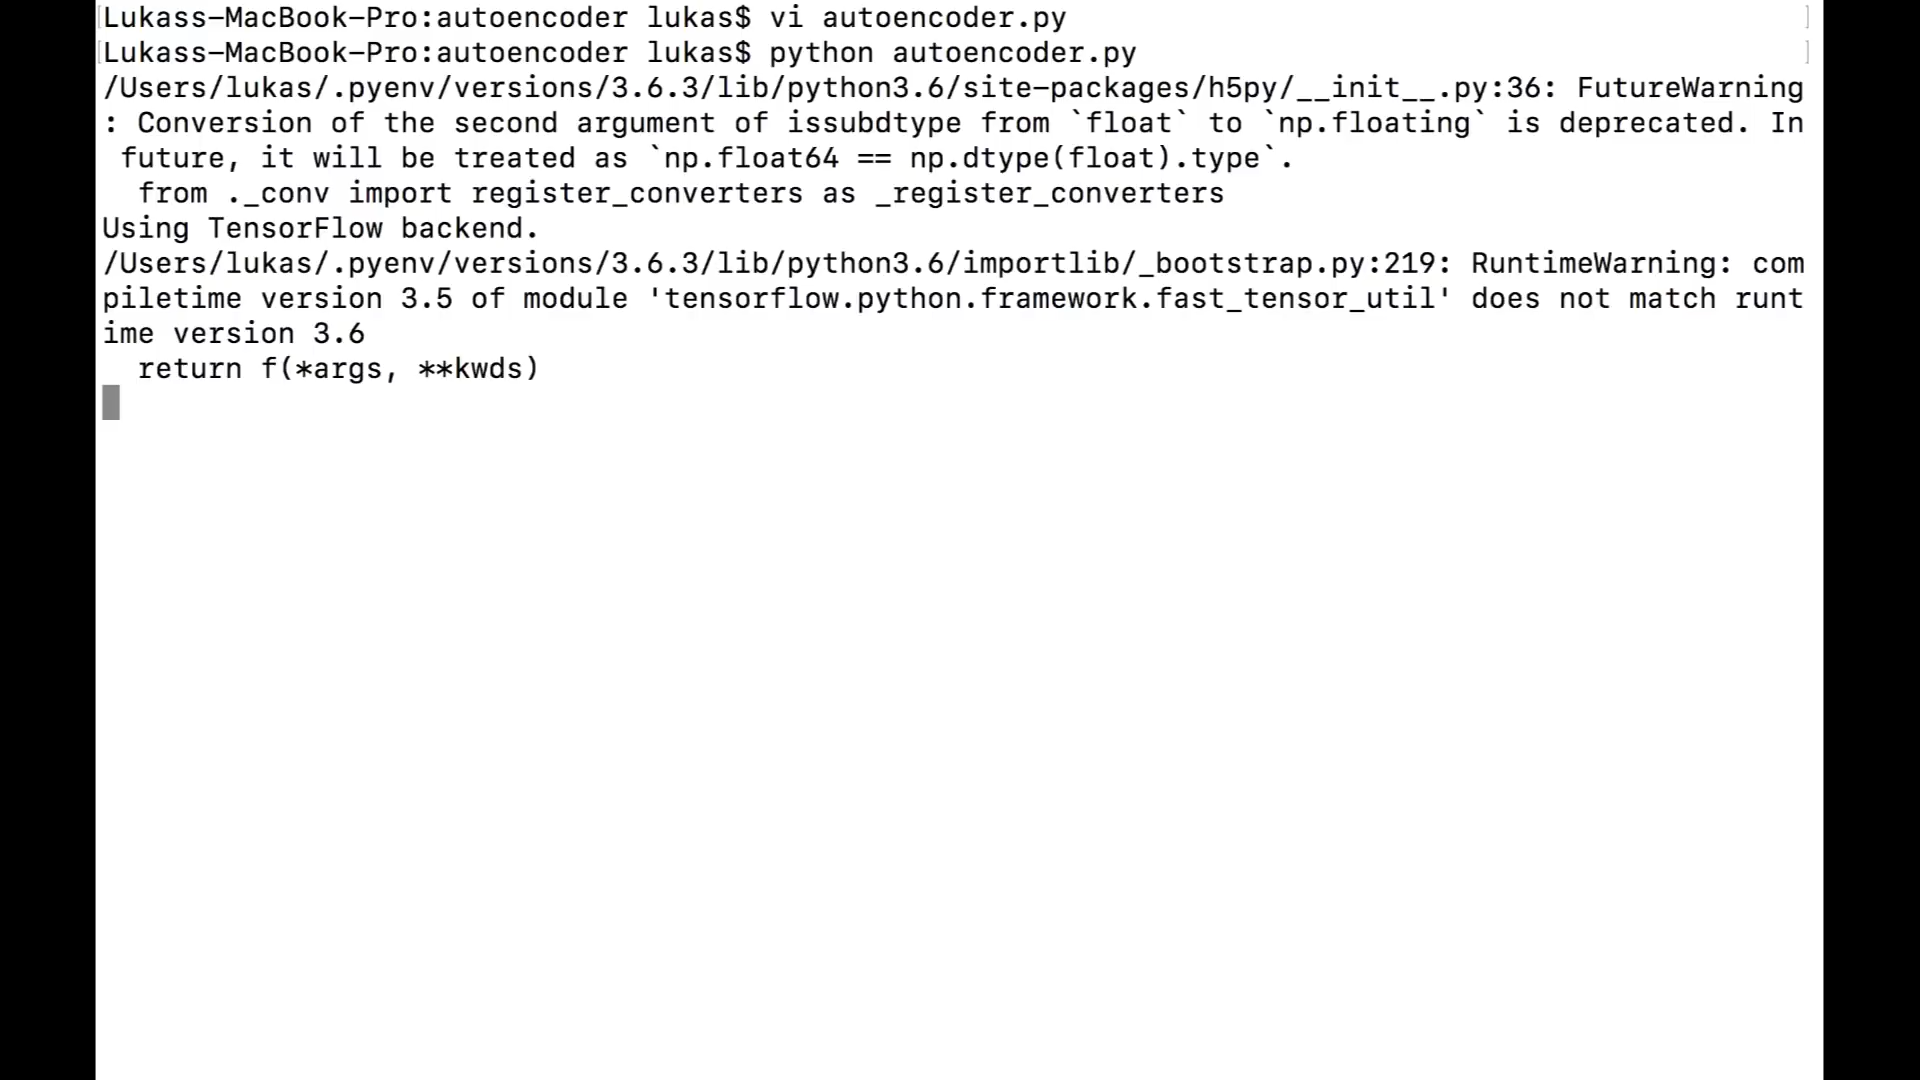 Lukass-MacBook-Pro:autoencoder lukas$ vi autoencoder.py
Lukass-MacBook-Pro:autoencoder lukas$ python autoencoder.py
/Users/lukas/.pyenv/versions/3.6.3/lib/python3.6/site-packages/h5py/__init__.py:36: FutureWarning
: Conversion of the second argument of issubdtype from `float` to `np.floating` is deprecated. In
 future, it will be treated as `np.float64 == np.dtype(float).type`.
  from ._conv import register_converters as _register_converters
Using TensorFlow backend.
/Users/lukas/.pyenv/versions/3.6.3/lib/python3.6/importlib/_bootstrap.py:219: RuntimeWarning: com
piletime version 3.5 of module 'tensorflow.python.framework.fast_tensor_util' does not match runt
ime version 3.6
  return f(*args, **kwds)